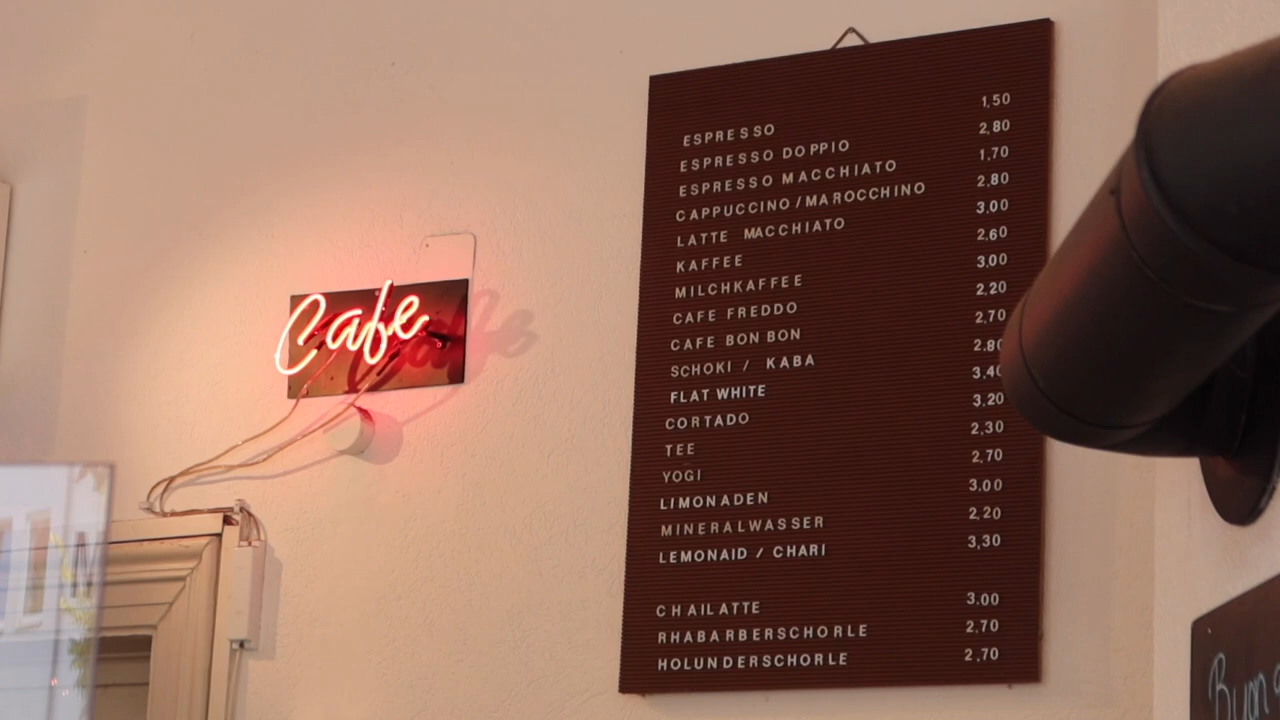 Cafe
ESPRESSO 1,50
ESPRESSO DOPPIO 2,80
ESPRESSO MACCHIATO 1,70
CAPPUCCINO/MAROCCHINO 2,80
LATTE MACCHIATO 3,00
KAFFEE 2,60
MILCHKAFFEE 3,00
CAFE FREDDO 2,20
CAFE BON BON 2,70
SCHOKI / KABA 2,80
FLAT WHITE 3,40
CORTADO 3,20
TEE 2,30
YOGI 2,70
LIMONADEN 3,00
MINERALWASSER 2,20
LEMONAID / CHARI 3,30
CHAI LATTE 3,00
RHABARBERSCHORLE 2,70
HOLUNDERSCHORLE 2,70